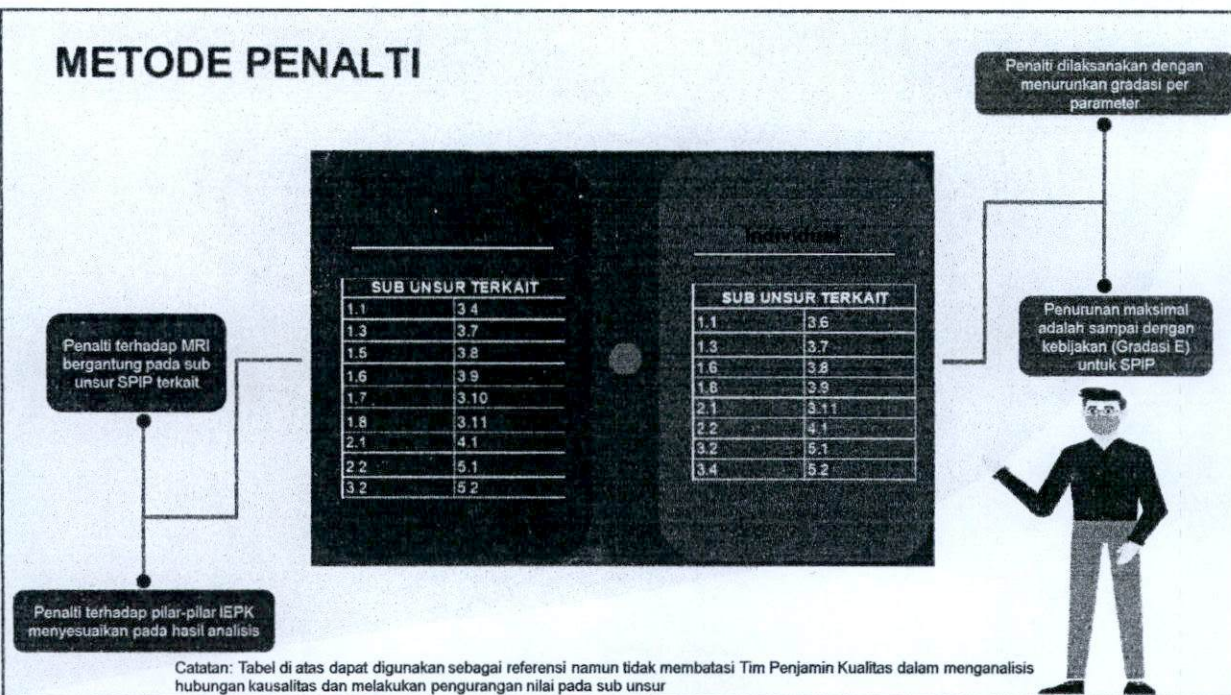 METODE PENALTI
Penalti dilaksanakan dengan
menurunkan gradasi per
parameter
Individual
SUB UNSUR TERKAIT
1.1 3.4
1.3 3.7
1.5 3.8
1.6 3.9
1.7 3.10
1.8 3.11
2.1 4.1
2.2 5.1
3.2 5.2
SUB UNSUR TERKAIT
1.1 3.6
1.3 3.7
1.6 3.8
1.8 3.9
2.1 3.11
2.2 4.1
3.2 5.1
3.4 5.2
Penalti terhadap MRI
bergantung pada sub
unsur SPIP terkait
Penurunan maksimal
adalah sampai dengan
kebijakan (Gradasi E)
untuk SPIP
Penalti terhadap pilar-pilar IEPK
menyesuaikan pada hasil analisis
Catatan: Tabel di atas dapat digunakan sebagai referensi namun tidak membatasi Tim Penjamin Kualitas dalam menganalisis
hubungan kausalitas dan melakukan pengurangan nilai pada sub unsur